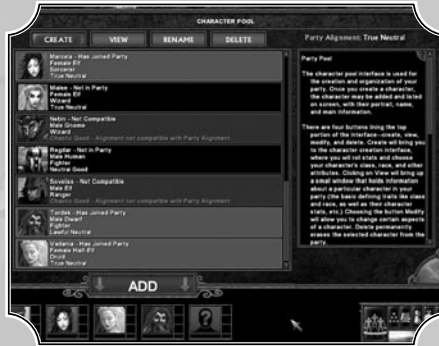 CHARACTER POOL
CREATE
VIEW
RENAME
DELETE
Party Alignment: True Neutral
Marcela - Has Joined Party
Female Elf
Sorcerer
True Neutral
Malee - Not in Party
Female Elf
Wizard
True Neutral
Nebin - Not Compatible
Male Gnome
Wizard
Chaotic Good - Alignment not compatible with Party Alignment
Regdar - Not in Party
Male Human
Fighter
Neutral Good
Soveliss - Not Compatible
Male Elf
Ranger
Chaotic Good - Alignment not compatible with Party Alignment
Tordek - Has Joined Party
Male Dwarf
Fighter
Lawful Neutral
Vadania - Has Joined Party
Female Half-Elf
Druid
True Neutral
Party Pool
The character pool interface is used for
the creation and organization of your
party. Once you create a character,
the character may be added and listed
on screen, with their portrait, name,
and main information.
There are four buttons lining the top
portion of the interface--create, view,
modify, and delete. Create will bring you
to the character creation interface,
where you will roll stats and choose
your character's class, race, and other
attributes. Clicking on View will bring up
a small window that holds information
about a particular character in your
party (the basic defining traits like class
and race, as well as their character
stats, etc.) Choosing the button Modify
will allow you to change certain aspects
of a character. Delete permanently
erases the selected character from the
party.
ADD